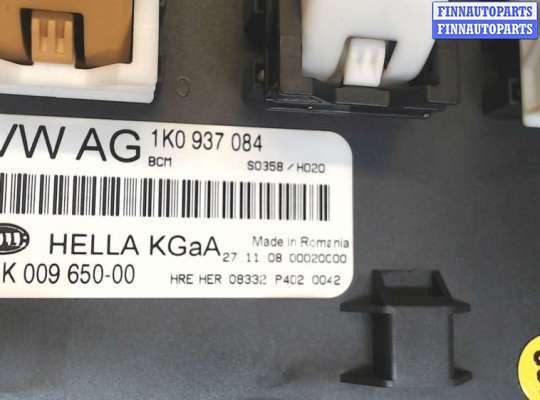 FINNAUTOPARTS
FINNAUTOPARTS
VW AG 1K0 937 084
BCM S0358/H020
HELLA KGaA Made in Romania
27 11 08 00020000
K 009 650-00 HRE HER 08332 P402 0042